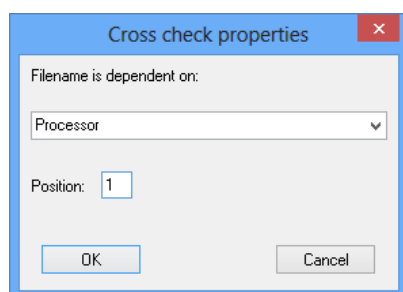 Cross check properties
Filename is dependent on:
Processor
Position: 1
OK Cancel